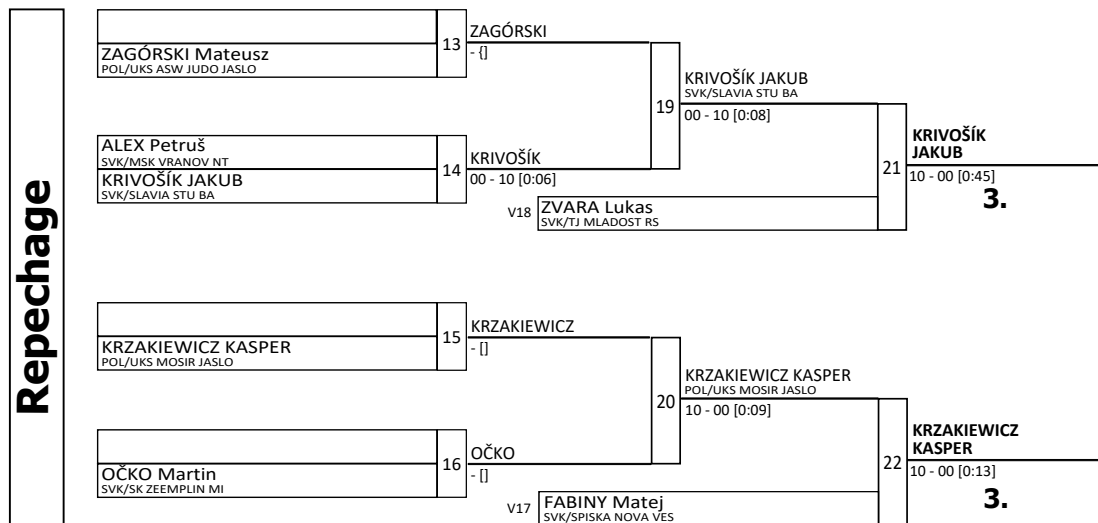 Repechage
ZAGÓRSKI Mateusz
POL/UKS ASW JUDO JASLO
13
ZAGÓRSKI
- {]
ALEX Petruš
SVK/MSK VRANOV NT
KRIVOŠÍK JAKUB
SVK/SLAVIA STU BA
14
KRIVOŠÍK
00 - 10 [0:06]
19
KRIVOŠÍK JAKUB
SVK/SLAVIA STU BA
00 - 10 [0:08]
V18
ZVARA Lukas
SVK/TJ MLADOST RS
21
KRIVOŠÍK
JAKUB
10 - 00 [0:45]
3.
KRZAKIEWICZ KASPER
POL/UKS MOSIR JASLO
15
KRZAKIEWICZ
- []
OČKO Martin
SVK/SK ZEEMPLIN MI
16
OČKO
- []
20
KRZAKIEWICZ KASPER
POL/UKS MOSIR JASLO
10 - 00 [0:09]
V17
FABINY Matej
SVK/SPISKA NOVA VES
22
KRZAKIEWICZ
KASPER
10 - 00 [0:13]
3.